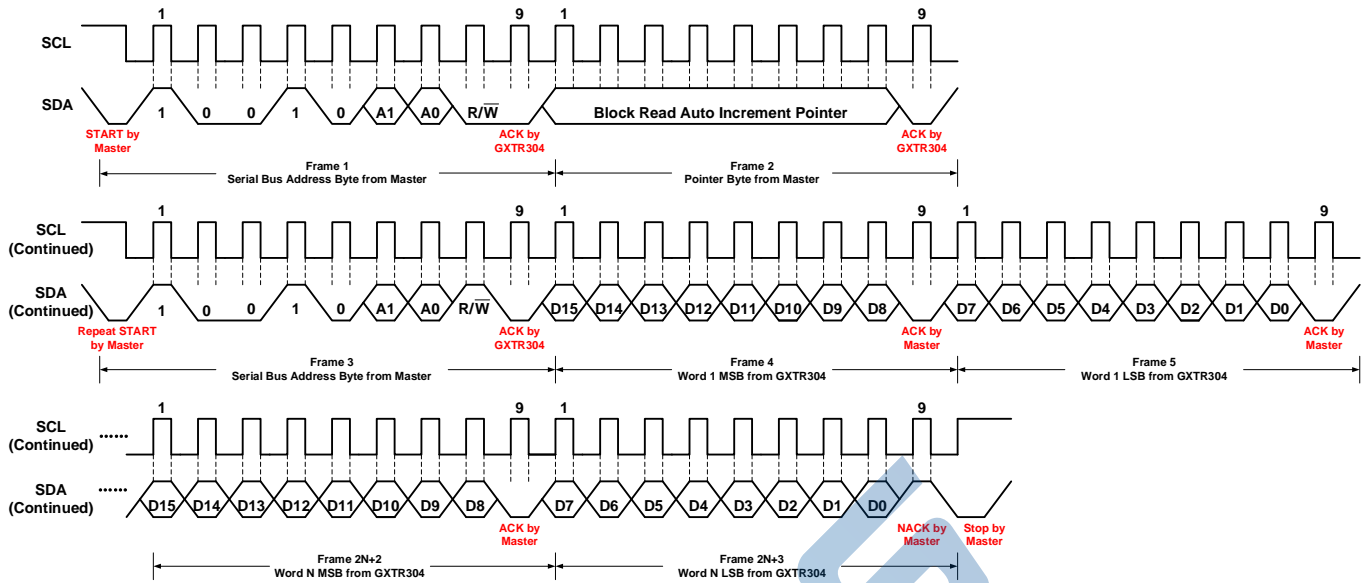 1 9 1 9
SCL
SDA
1 0 0 1 0 A1 A0 R/W̅ Block Read Auto Increment Pointer
START by
Master
ACK by
GXTR304
ACK by
GXTR304
Frame 1
Serial Bus Address Byte from Master
Frame 2
Pointer Byte from Master
1 9 1 9 1 9
SCL
(Continued)
SDA
(Continued)
1 0 0 1 0 A1 A0 R/W̅ D15 D14 D13 D12 D11 D10 D9 D8 D7 D6 D5 D4 D3 D2 D1 D0
Repeat START
by Master
ACK by
GXTR304
ACK by
Master
ACK by
Master
Frame 3
Serial Bus Address Byte from Master
Frame 4
Word 1 MSB from GXTR304
Frame 5
Word 1 LSB from GXTR304
1 9 1 9
SCL
(Continued) ······
SDA ······
(Continued)
D15 D14 D13 D12 D11 D10 D9 D8 D7 D6 D5 D4 D3 D2 D1 D0
ACK by
Master
NACK by
Master
Stop by
Master
Frame 2N+2
Word N MSB from GXTR304
Frame 2N+3
Word N LSB from GXTR304